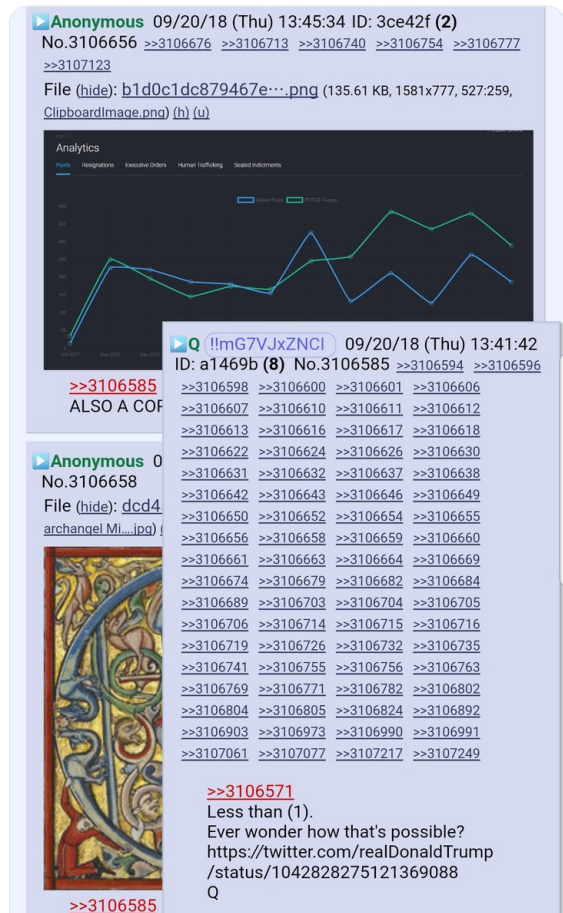 Anonymous 09/20/18 (Thu) 13:45:34 ID: 3ce42f (2)
No.3106656 >>3106676 >>3106713 >>3106740 >>3106754 >>3106777
>>3107123
File (hide): b1d0c1dc879467e⋯.png (135.61 KB, 1581x777, 527:259,
ClipboardImage.png) (h) (u)
Analytics
Posts Resignations Executive Orders Human Trafficking Sealed Indictments
>>3106585
ALSO A COP
Q !!mG7VJxZNCI 09/20/18 (Thu) 13:41:42
ID: a1469b (8) No.3106585 >>3106594 >>3106596
>>3106598 >>3106600 >>3106601 >>3106606
>>3106607 >>3106610 >>3106611 >>3106612
>>3106613 >>3106616 >>3106617 >>3106618
>>3106622 >>3106624 >>3106626 >>3106630
>>3106631 >>3106632 >>3106637 >>3106638
>>3106642 >>3106643 >>3106646 >>3106649
>>3106650 >>3106652 >>3106654 >>3106655
>>3106656 >>3106658 >>3106659 >>3106660
>>3106661 >>3106663 >>3106664 >>3106669
>>3106674 >>3106679 >>3106682 >>3106684
>>3106689 >>3106703 >>3106704 >>3106705
>>3106706 >>3106714 >>3106715 >>3106716
>>3106719 >>3106726 >>3106732 >>3106735
>>3106741 >>3106755 >>3106756 >>3106763
>>3106769 >>3106771 >>3106782 >>3106802
>>3106804 >>3106805 >>3106824 >>3106892
>>3106903 >>3106973 >>3106990 >>3106991
>>3107061 >>3107077 >>3107217 >>3107249
>>3106571
Less than (1).
Ever wonder how that's possible?
https://twitter.com/realDonaldTrump
/status/1042828275121369088
Q
Anonymous 0
No.3106658
File (hide): dcd4
archangel Mi....jpg) (
>>3106585